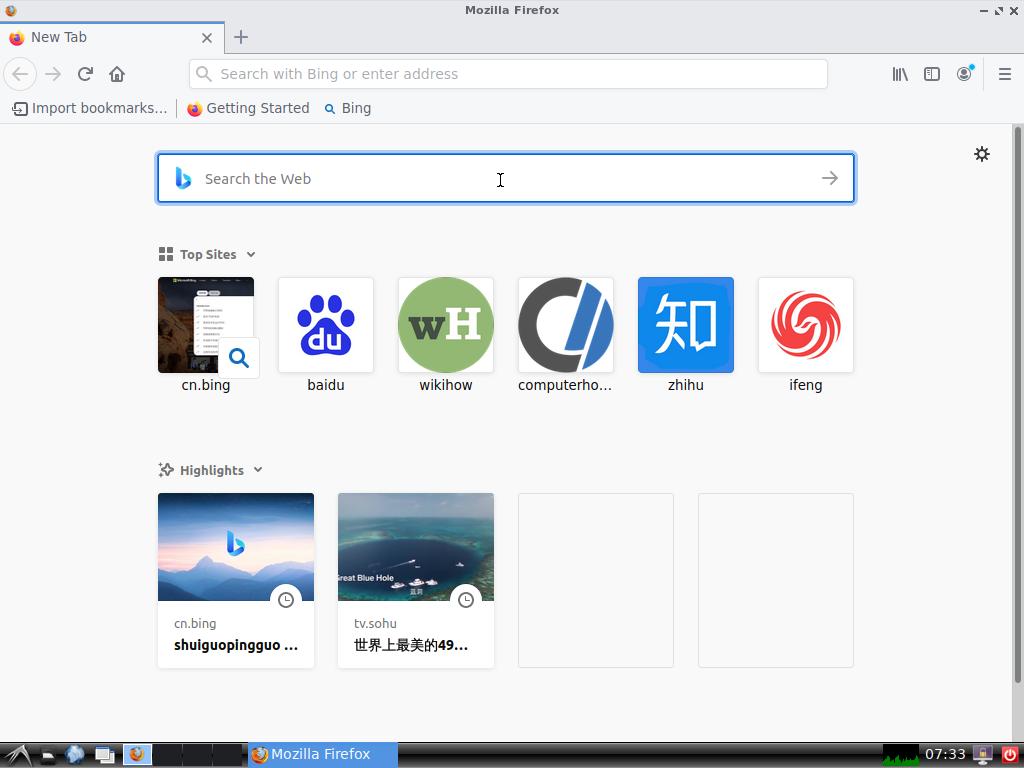 Mozilla Firefox
New Tab
Search with Bing or enter address
Import bookmarks...
Getting Started
Bing
Search the Web
Top Sites
du
wH
知
cn.bing
baidu
wikihow
computerho...
zhihu
ifeng
Highlights
Great Blue Hole
蓝洞
cn.bing
tv.sohu
shuiguopingguo ...
世界上最美的49...
Mozilla Firefox
07:33